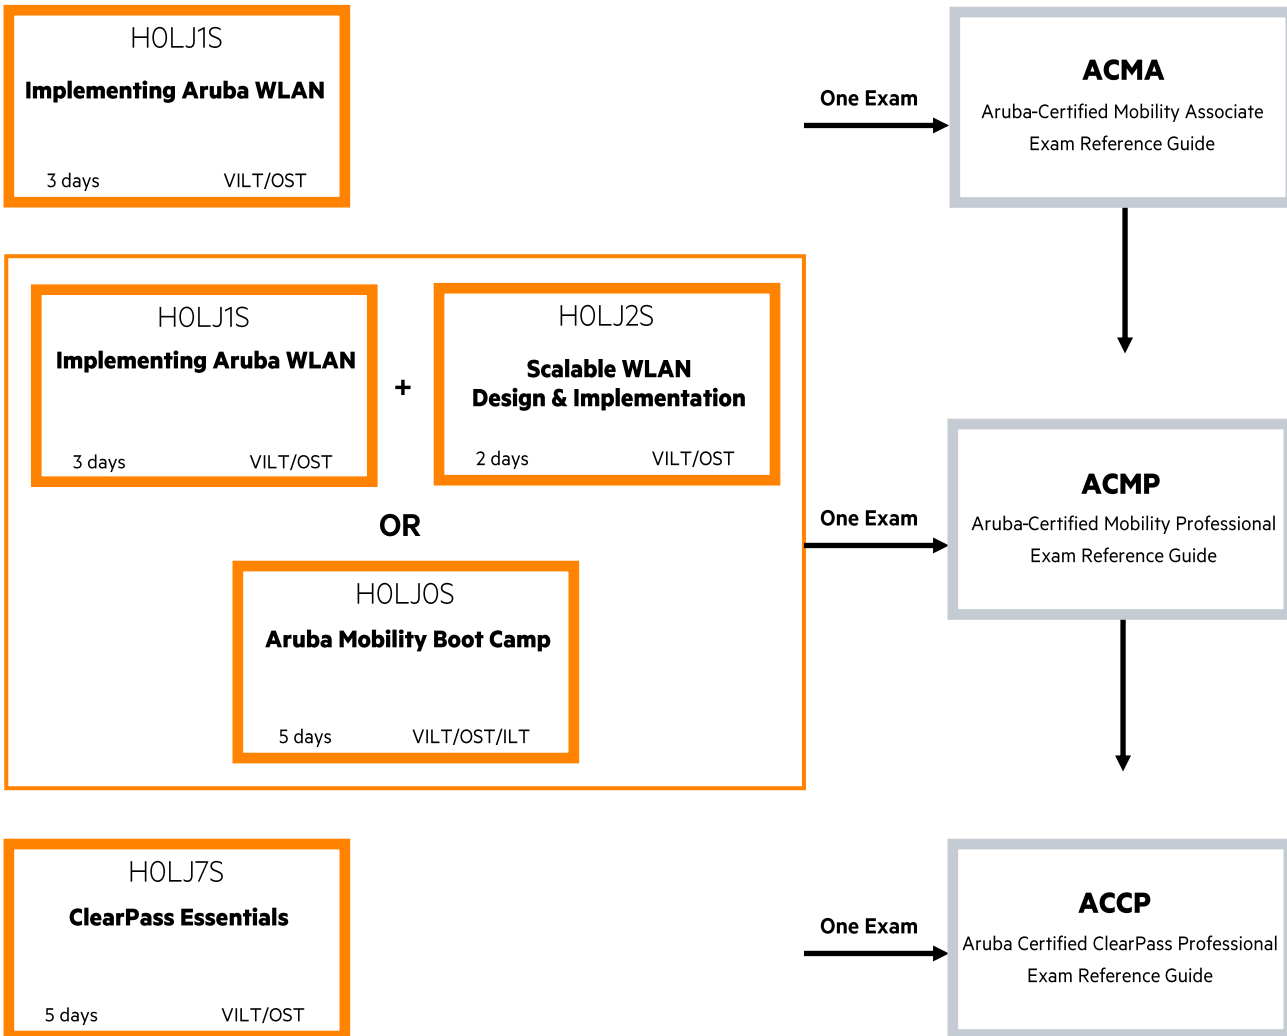 H0LJ1S
Implementing Aruba WLAN
3 days VILT/OST
One Exam
ACMA
Aruba-Certified Mobility Associate
Exam Reference Guide
H0LJ1S
Implementing Aruba WLAN
3 days VILT/OST
+
H0LJ2S
Scalable WLAN
Design & Implementation
2 days VILT/OST
OR
H0LJ0S
Aruba Mobility Boot Camp
5 days VILT/OST/ILT
One Exam
ACMP
Aruba-Certified Mobility Professional
Exam Reference Guide
H0LJ7S
ClearPass Essentials
5 days VILT/OST
One Exam
ACCP
Aruba Certified ClearPass Professional
Exam Reference Guide